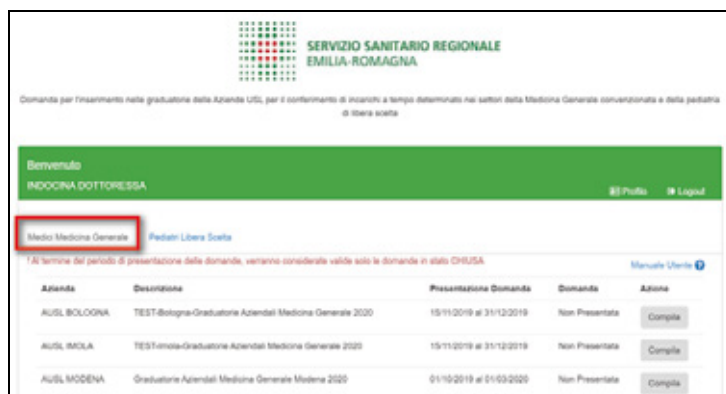 SERVIZIO SANITARIO REGIONALE
EMILIA-ROMAGNA
Domanda per l'inserimento nelle graduatorie delle Azienda USL per il conferimento di incarichi a tempo determinato nei settori della Medicina Generale convenzionata e della pediatria
di libera scelta
Benvenuto
INDOCINA DOTTORESSA
Profilo Logout
Medici Medicina Generale Pediatri Libera Scelta
! Al termine del periodo di presentazione delle domande, verranno considerate valide solo le domande in stato CHIUSA
Manuale Utente ?
Azienda Descrizione Presentazione Domanda Domanda Azione
AUSL BOLOGNA TEST-Bologna-Graduatorie Aziendali Medicina Generale 2020 15/11/2019 al 31/12/2019 Non Presentata Compila
AUSL IMOLA TEST-Imola-Graduatorie Aziendali Medicina Generale 2020 15/11/2019 al 31/12/2019 Non Presentata Compila
AUSL MODENA Graduatorie Aziendali Medicina Generale Modena 2020 01/10/2019 al 01/03/2020 Non Presentata Compila